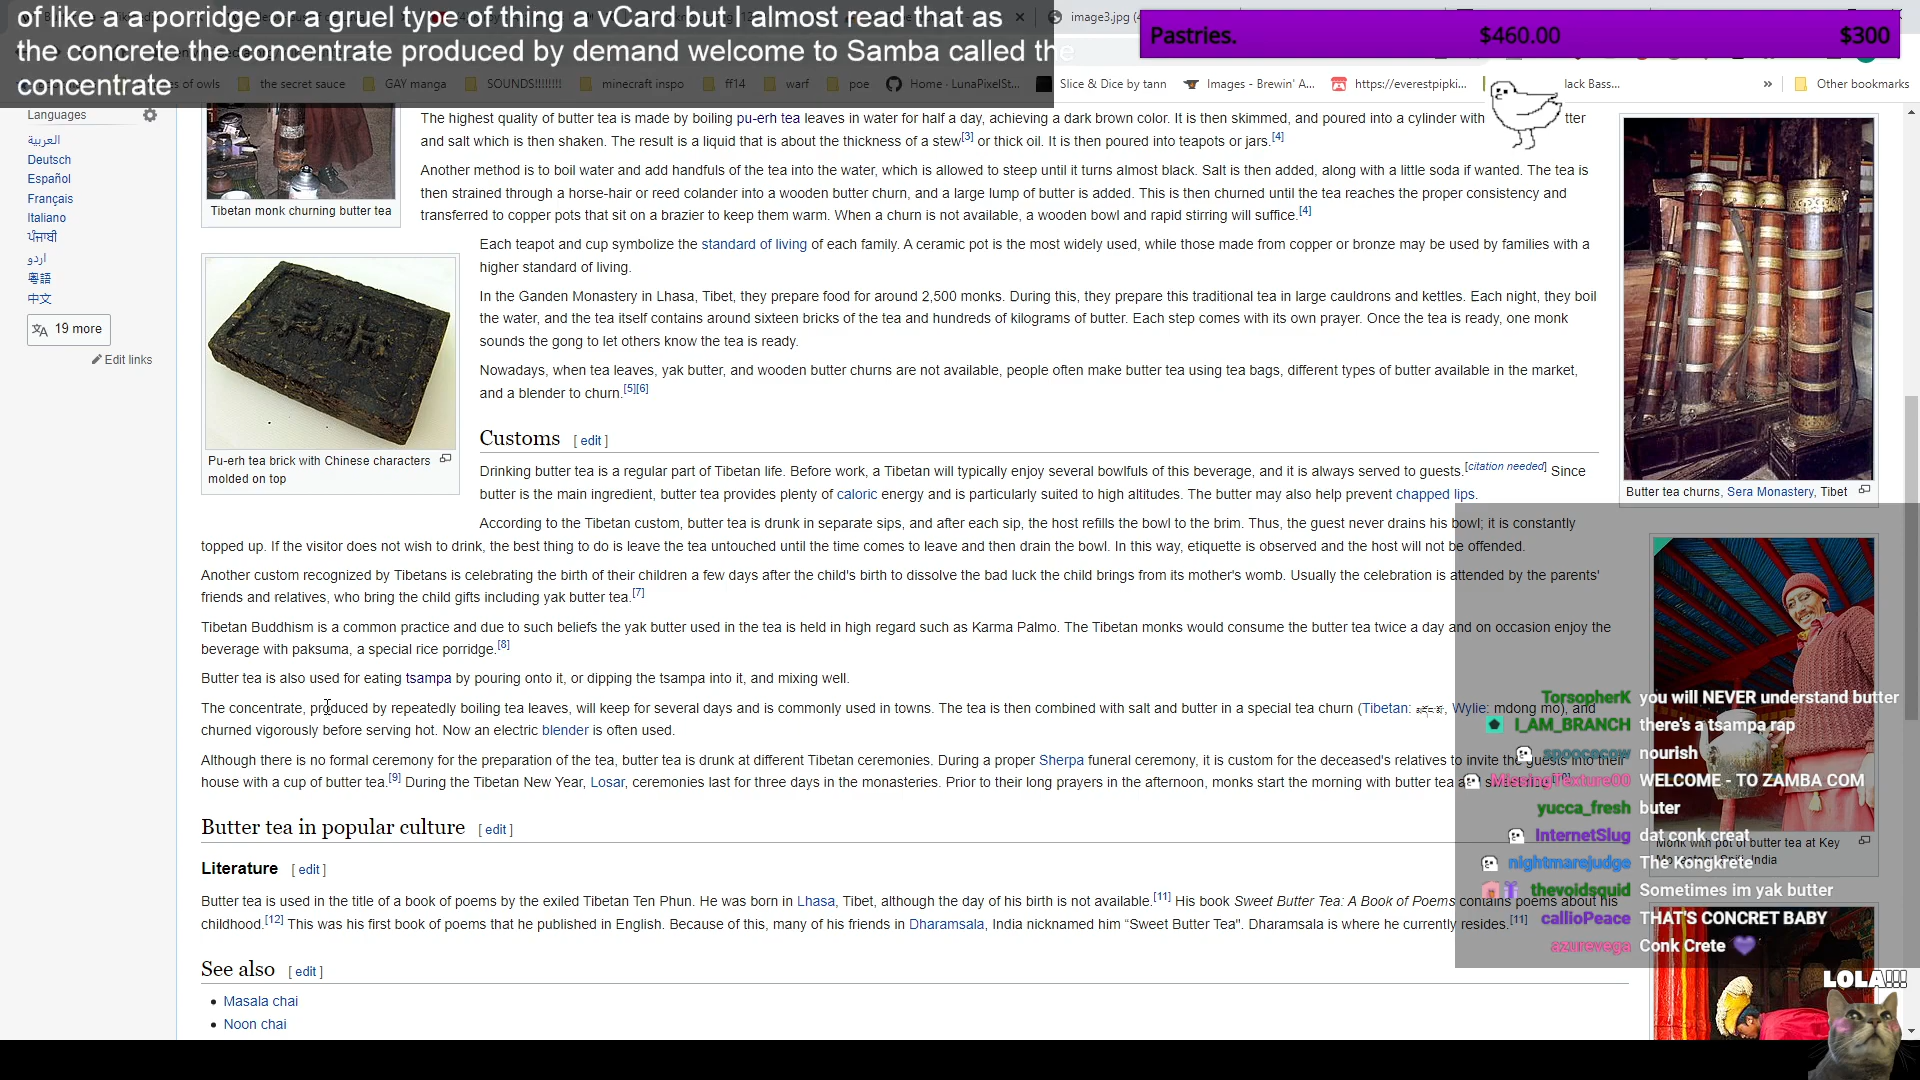 of like a a porridge or a gruel type of thing a vCard but I almost read that as
the concrete the concentrate produced by demand welcome to Samba called the
concentrate
image3.jpg
Pastries. $460.00 $300
es of owls the secret sauce GAY manga SOUNDS!!!!!!!! minecraft inspo ff14 warf poe Home · LunaPixelSt... Slice & Dice by tann Images - Brewin' A... https://everestpipki... lack Bass... » Other bookmarks
Languages
العربية
Deutsch
Español
Français
Italiano
ਪੰਜਾਬੀ
اردو
粵語
中文
19 more
Edit links
Tibetan monk churning butter tea
Pu-erh tea brick with Chinese characters
molded on top
The highest quality of butter tea is made by boiling pu-erh tea leaves in water for half a day, achieving a dark brown color. It is then skimmed, and poured into a cylinder with tter
and salt which is then shaken. The result is a liquid that is about the thickness of a stew[3] or thick oil. It is then poured into teapots or jars.[4]
Another method is to boil water and add handfuls of the tea into the water, which is allowed to steep until it turns almost black. Salt is then added, along with a little soda if wanted. The tea is
then strained through a horse-hair or reed colander into a wooden butter churn, and a large lump of butter is added. This is then churned until the tea reaches the proper consistency and
transferred to copper pots that sit on a brazier to keep them warm. When a churn is not available, a wooden bowl and rapid stirring will suffice.[4]
Each teapot and cup symbolize the standard of living of each family. A ceramic pot is the most widely used, while those made from copper or bronze may be used by families with a
higher standard of living.
In the Ganden Monastery in Lhasa, Tibet, they prepare food for around 2,500 monks. During this, they prepare this traditional tea in large cauldrons and kettles. Each night, they boil
the water, and the tea itself contains around sixteen bricks of the tea and hundreds of kilograms of butter. Each step comes with its own prayer. Once the tea is ready, one monk
sounds the gong to let others know the tea is ready.
Nowadays, when tea leaves, yak butter, and wooden butter churns are not available, people often make butter tea using tea bags, different types of butter available in the market,
and a blender to churn.[5][6]
Customs [ edit ]
Drinking butter tea is a regular part of Tibetan life. Before work, a Tibetan will typically enjoy several bowlfuls of this beverage, and it is always served to guests.[citation needed] Since
butter is the main ingredient, butter tea provides plenty of caloric energy and is particularly suited to high altitudes. The butter may also help prevent chapped lips.
According to the Tibetan custom, butter tea is drunk in separate sips, and after each sip, the host refills the bowl to the brim. Thus, the guest never drains his bowl; it is constantly
topped up. If the visitor does not wish to drink, the best thing to do is leave the tea untouched until the time comes to leave and then drain the bowl. In this way, etiquette is observed and the host will not be offended.
Another custom recognized by Tibetans is celebrating the birth of their children a few days after the child's birth to dissolve the bad luck the child brings from its mother's womb. Usually the celebration is attended by the parents'
friends and relatives, who bring the child gifts including yak butter tea.[7]
Tibetan Buddhism is a common practice and due to such beliefs the yak butter used in the tea is held in high regard such as Karma Palmo. The Tibetan monks would consume the butter tea twice a day and on occasion enjoy the
beverage with paksuma, a special rice porridge.[8]
Butter tea is also used for eating tsampa by pouring onto it, or dipping the tsampa into it, and mixing well.
The concentrate, produced by repeatedly boiling tea leaves, will keep for several days and is commonly used in towns. The tea is then combined with salt and butter in a special tea churn (Tibetan: , Wylie: mdong mo), and
churned vigorously before serving hot. Now an electric blender is often used.
Although there is no formal ceremony for the preparation of the tea, butter tea is drunk at different Tibetan ceremonies. During a proper Sherpa funeral ceremony, it is custom for the deceased's relatives to invite the guests into their
house with a cup of butter tea.[9] During the Tibetan New Year, Losar, ceremonies last for three days in the monasteries. Prior to their long prayers in the afternoon, monks start the morning with butter tea
Butter tea in popular culture [ edit ]
Literature [ edit ]
Butter tea is used in the title of a book of poems by the exiled Tibetan Ten Phun. He was born in Lhasa, Tibet, although the day of his birth is not available.[11] His book Sweet Butter Tea: A Book of Poems contains poems about his
childhood.[12] This was his first book of poems that he published in English. Because of this, many of his friends in Dharamsala, India nicknamed him “Sweet Butter Tea". Dharamsala is where he currently resides.[11]
See also [ edit ]
• Masala chai
• Noon chai
Butter tea churns, Sera Monastery, Tibet
Monk with pot of butter tea at Key
India
TorsopherK you will NEVER understand butter
I_AM_BRANCH there's a tsampa rap
spoocecow nourish
MissingTexture00 WELCOME - TO ZAMBA COM
yucca_fresh buter
InternetSlug dat conk creat
nightmarejudge The Kongkrete
thevoidsquid Sometimes im yak butter
callioPeace THAT'S CONCRET BABY
azurevega Conk Crete
LOLA!!!